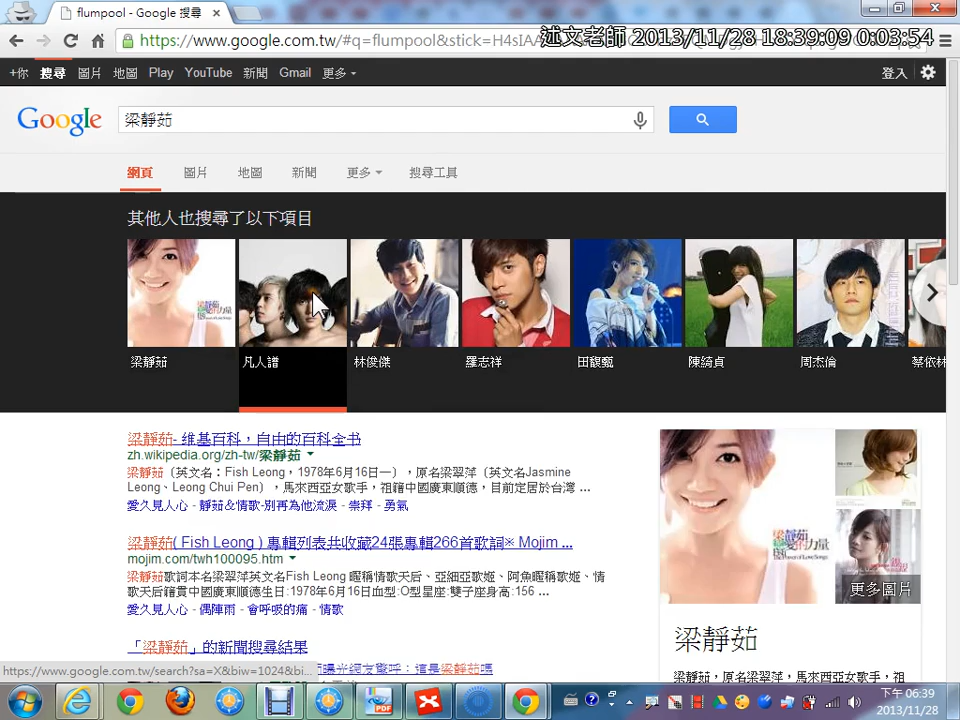 flumpool - Google 搜尋
https://www.google.com.tw/#q=flumpool&stick=H4sIA
述文老師 2013/11/28 18:39:09 0:03:54
+你 搜尋 圖片 地圖 Play YouTube 新聞 Gmail 更多 登入
Google 梁靜茹
網頁 圖片 地圖 新聞 更多 搜尋工具
其他人也搜尋了以下項目
梁靜茹 凡人譜 林俊傑 羅志祥 田馥甄 陳綺貞 周杰倫 蔡依林
梁靜茹- 维基百科，自由的百科全书
zh.wikipedia.org/zh-tw/梁靜茹
梁靜茹〔英文名：Fish Leong，1978年6月16日—〕，原名梁翠萍〔英文名Jasmine
Leong、Leong Chui Pen〕，馬來西亞女歌手，祖籍中國廣東順德，目前定居於台灣 ...
愛久見人心 - 靜茹&情歌-別再為他流淚 - 崇拜 - 勇氣
梁靜茹( Fish Leong ) 專輯列表共收藏24張專輯266首歌詞※ Mojim ...
mojim.com/twh100095.htm
梁靜茹歌詞本名梁翠萍英文名Fish Leong 暱稱情歌天后、亞細亞歌姬、阿魚暱稱歌姬、情
歌天后籍貫中國廣東順德生日:1978年6月16日血型:O型星座:雙子座身高:156 ...
愛久見人心 - 偶陣雨 - 會呼吸的痛 - 情歌
「梁靜茹」的新聞搜尋結果
曝光網友驚呼：這是梁靜茹嗎
https://www.google.com.tw/search?sa=X&biw=1024&bi...
更多圖片
梁靜茹
梁靜茹，原名梁翠萍，馬來西亞女歌手，祖
PDF
下午 06:39
2013/11/28